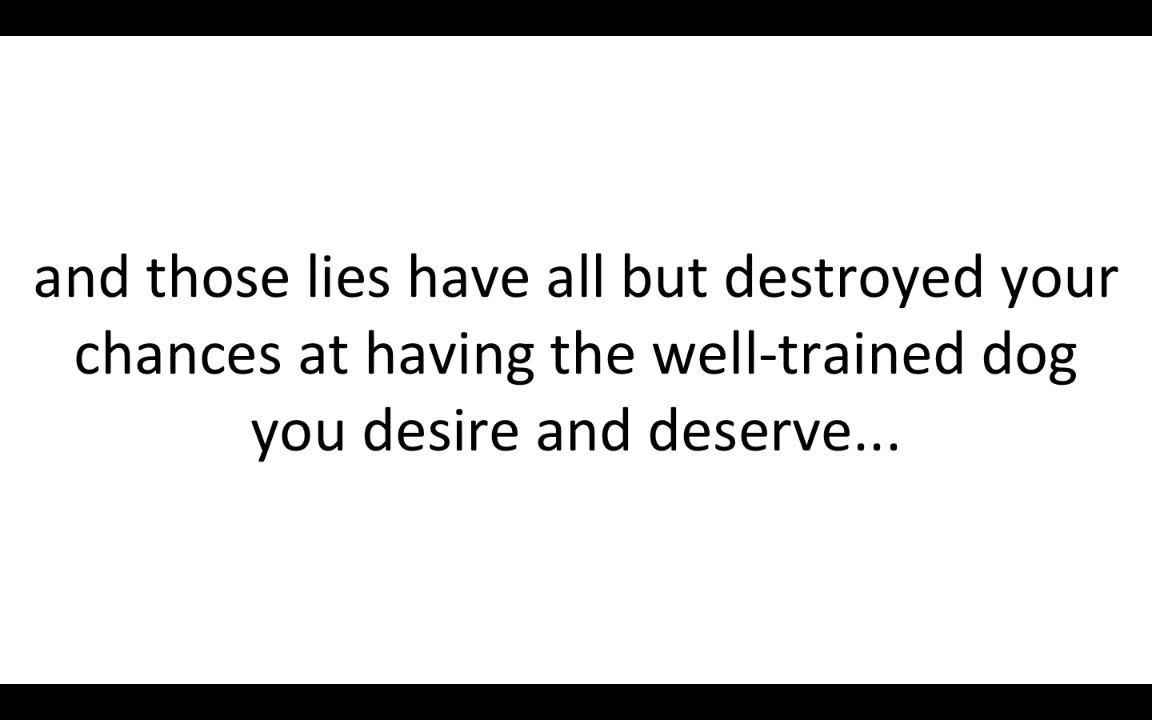 and those lies have all but destroyed your
chances at having the well-trained dog
you desire and deserve...